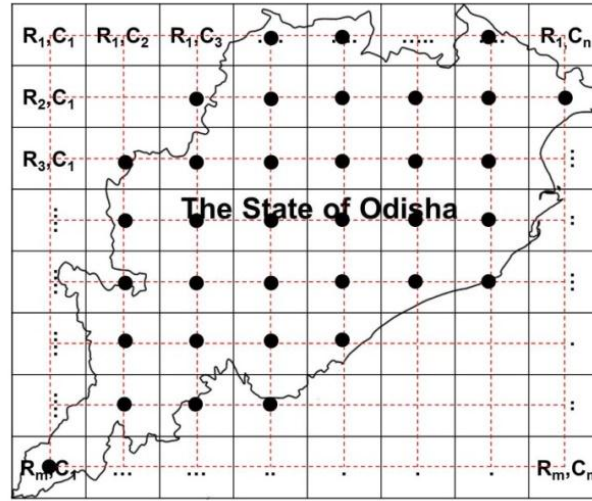 R1,C1 R1,C2 R1,C3 ..... ..... ..... ..... R1,Cn
R2,C1
R3,C1 ⋮
⋮ The State of Odisha :
⋮ ⋮
⋮ .
⋮ :
Rm,C1 ... ... .. . . . Rm,Cn